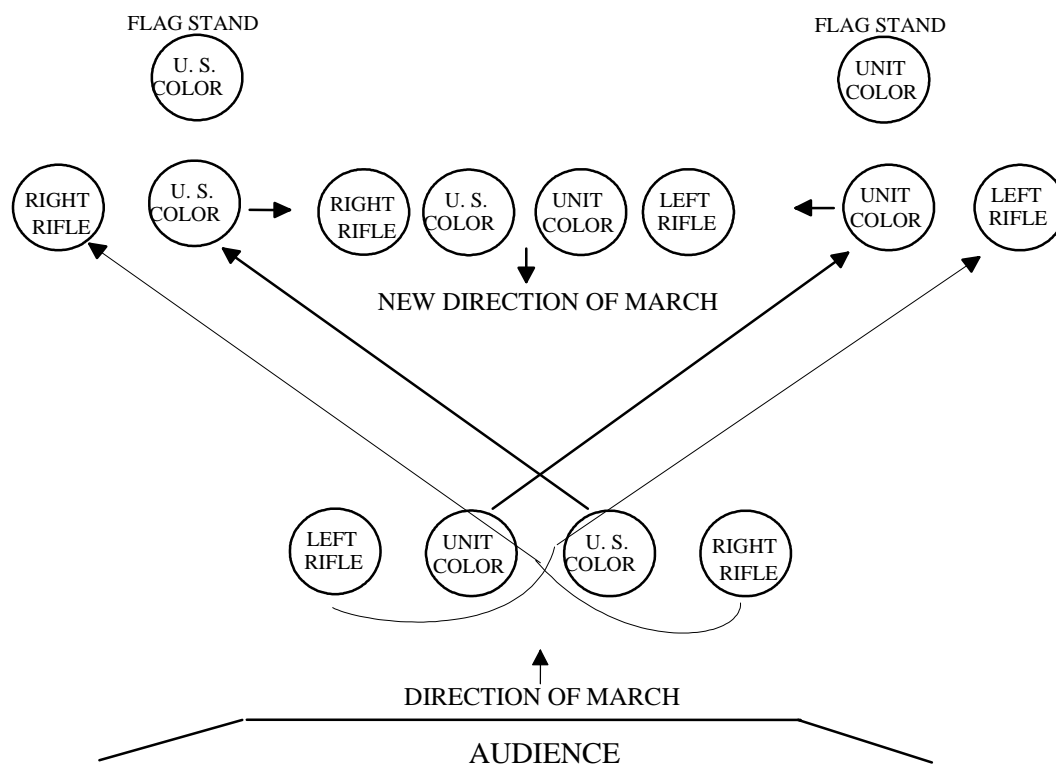 FLAG STAND
FLAG STAND
U. S.
COLOR
UNIT
COLOR
RIGHT
RIFLE
U. S.
COLOR
RIGHT
RIFLE
U. S.
COLOR
UNIT
COLOR
LEFT
RIFLE
UNIT
COLOR
LEFT
RIFLE
NEW DIRECTION OF MARCH
LEFT
RIFLE
UNIT
COLOR
U. S.
COLOR
RIGHT
RIFLE
DIRECTION OF MARCH
AUDIENCE